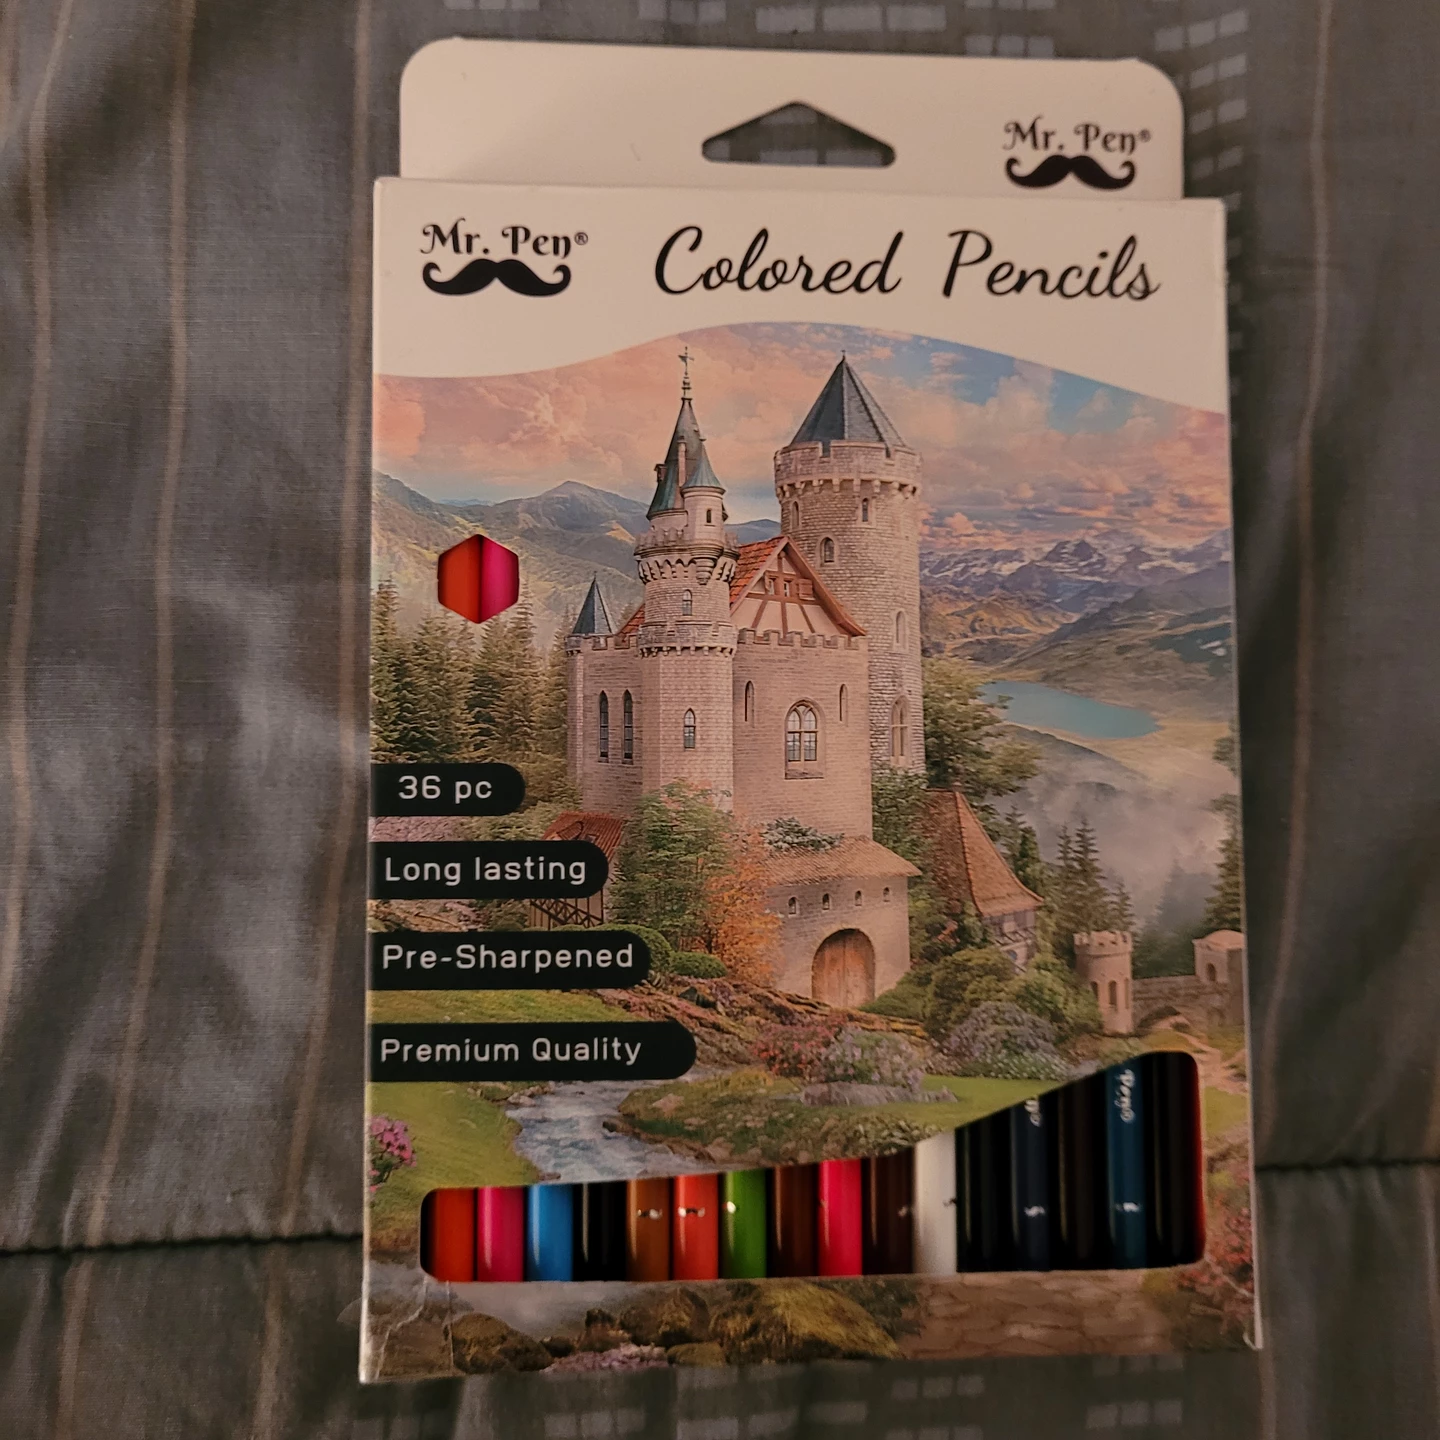 Mr. Pen®
Mr. Pen®
Colored Pencils
36 pc
Long lasting
Pre-Sharpened
Premium Quality